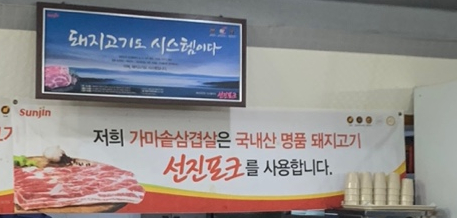 돼지고기도 시스템이다
선진포크
Sunjin
저희 가마솥삼겹살은 국내산 명품 돼지고기
선진포크를 사용합니다.